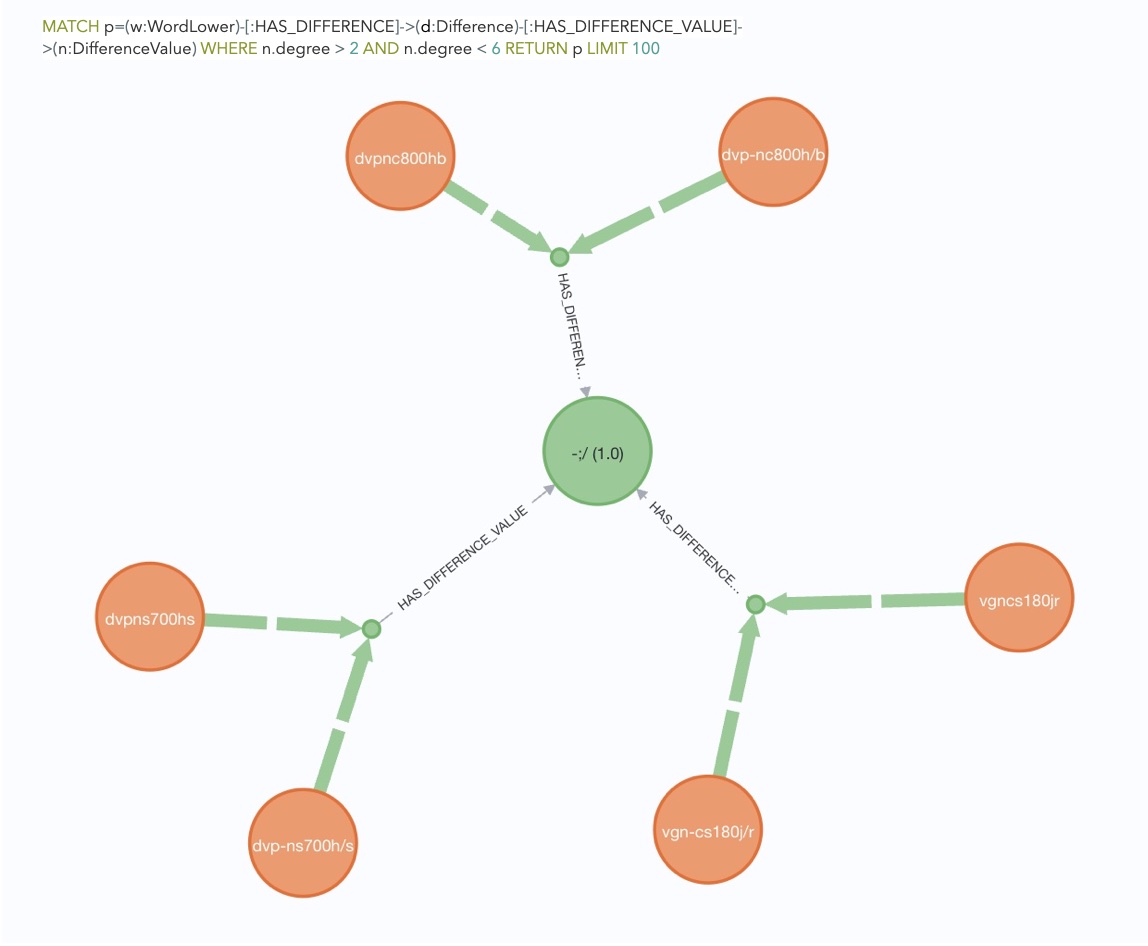 MATCH p=(w:WordLower)-[:HAS_DIFFERENCE]->(d:Difference)-[:HAS_DIFFERENCE_VALUE]-
>(n:DifferenceValue) WHERE n.degree > 2 AND n.degree < 6 RETURN p LIMIT 100
dvpnc800hb
dvp-nc800h/b
HAS_DIFFEREN...
-;/ (1.0)
HAS_DIFFERENCE_VALUE
HAS_DIFFERENCE...
dvpns700hs
vgncs180jr
dvp-ns700h/s
vgn-cs180j/r